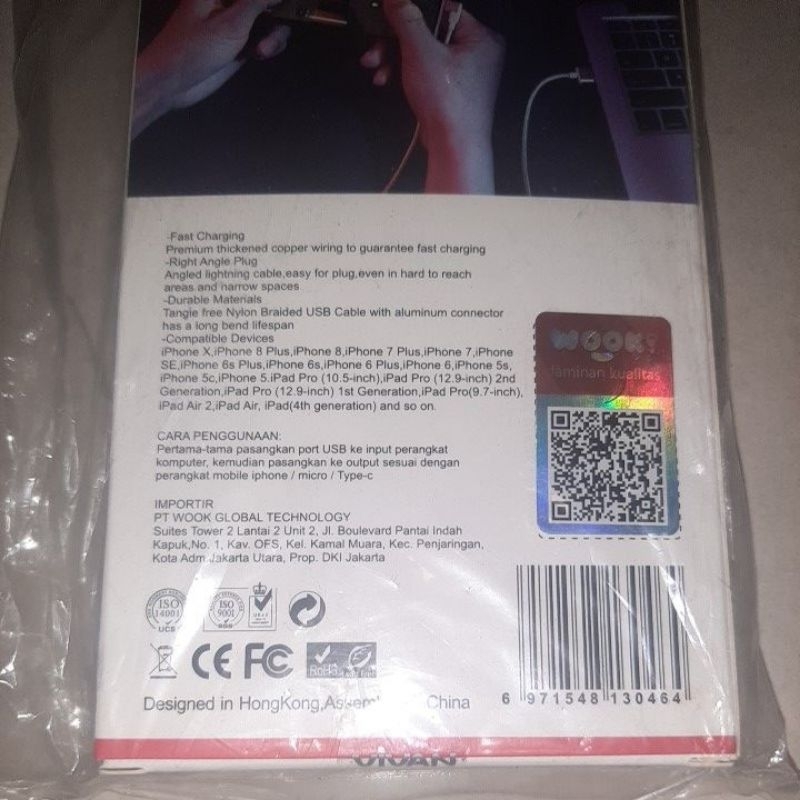 -Fast Charging
Premium thickened copper wiring to guarantee fast charging
-Right Angle Plug
Angled lightning cable,easy for plug,even in hard to reach
areas and narrow spaces
-Durable Materials
Tangle free Nylon Braided USB Cable with aluminum connector
has a long bend lifespan
-Compatible Devices
iPhone X,iPhone 8 Plus,iPhone 8,iPhone 7 Plus,iPhone 7,iPhone
SE,iPhone 6s Plus,iPhone 6s,iPhone 6 Plus,iPhone 6,iPhone 5s,
iPhone 5c,iPhone 5.iPad Pro (10.5-inch),iPad Pro (12.9-inch) 2nd
Generation,iPad Pro (12.9-inch) 1st Generation,iPad Pro(9.7-inch),
iPad Air 2,iPad Air, iPad(4th generation) and so on.
WOOK!
Jaminan kualitas
CARA PENGGUNAAN:
Pertama-tama pasangkan port USB ke input perangkat
komputer, kemudian pasangkan ke output sesuai dengan
perangkat mobile iphone / micro / Type-c
IMPORTIR
PT WOOK GLOBAL TECHNOLOGY
Suites Tower 2 Lantai 2 Unit 2, Jl. Boulevard Pantai Indah
Kapuk,No. 1, Kav. OFS, Kel. Kamal Muara, Kec. Penjaringan,
Kota Adm Jakarta Utara, Prop. DKI Jakarta
ISO
14001
UCS
ISO
9001
SGS
CE FC RoHS
Designed in HongKong, China
6 971548 130464
VIVAN